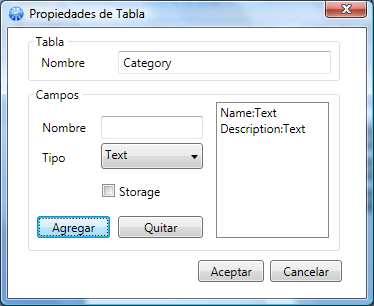 Propiedades de Tabla
Tabla
Nombre Category
Campos
Nombre
Tipo Text
Storage
Agregar Quitar
Name:Text
Description:Text
Aceptar Cancelar